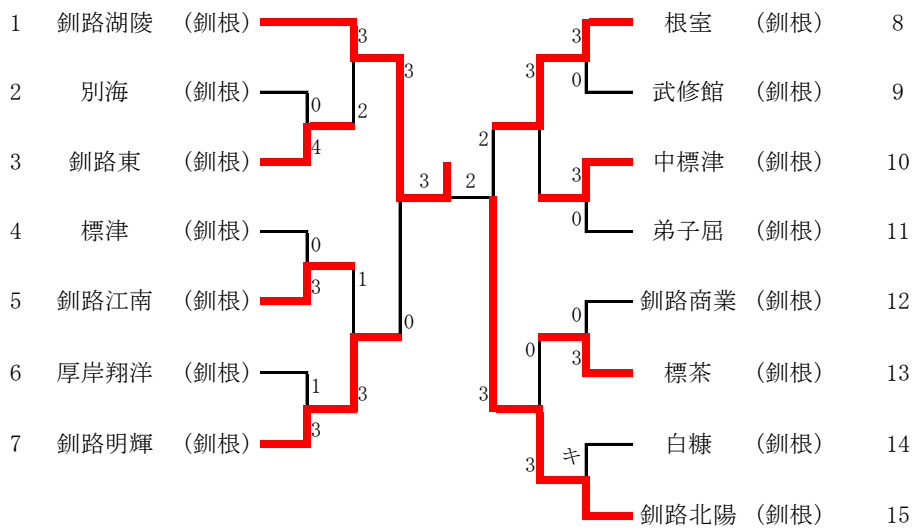 1 釧路湖陵 (釧根) 3 3 3 3 根室 (釧根) 8
2 別海 (釧根) 0 2 0 武修館 (釧根) 9
3 釧路東 (釧根) 4 3 2 2 3 中標津 (釧根) 10
4 標津 (釧根) 0 0 弟子屈 (釧根) 11
5 釧路江南 (釧根) 3 1 0 0 釧路商業 (釧根) 12
6 厚岸翔洋 (釧根) 1 0 3 標茶 (釧根) 13
7 釧路明輝 (釧根) 3 3 3 キ 白糠 (釧根) 14
3 釧路北陽 (釧根) 15